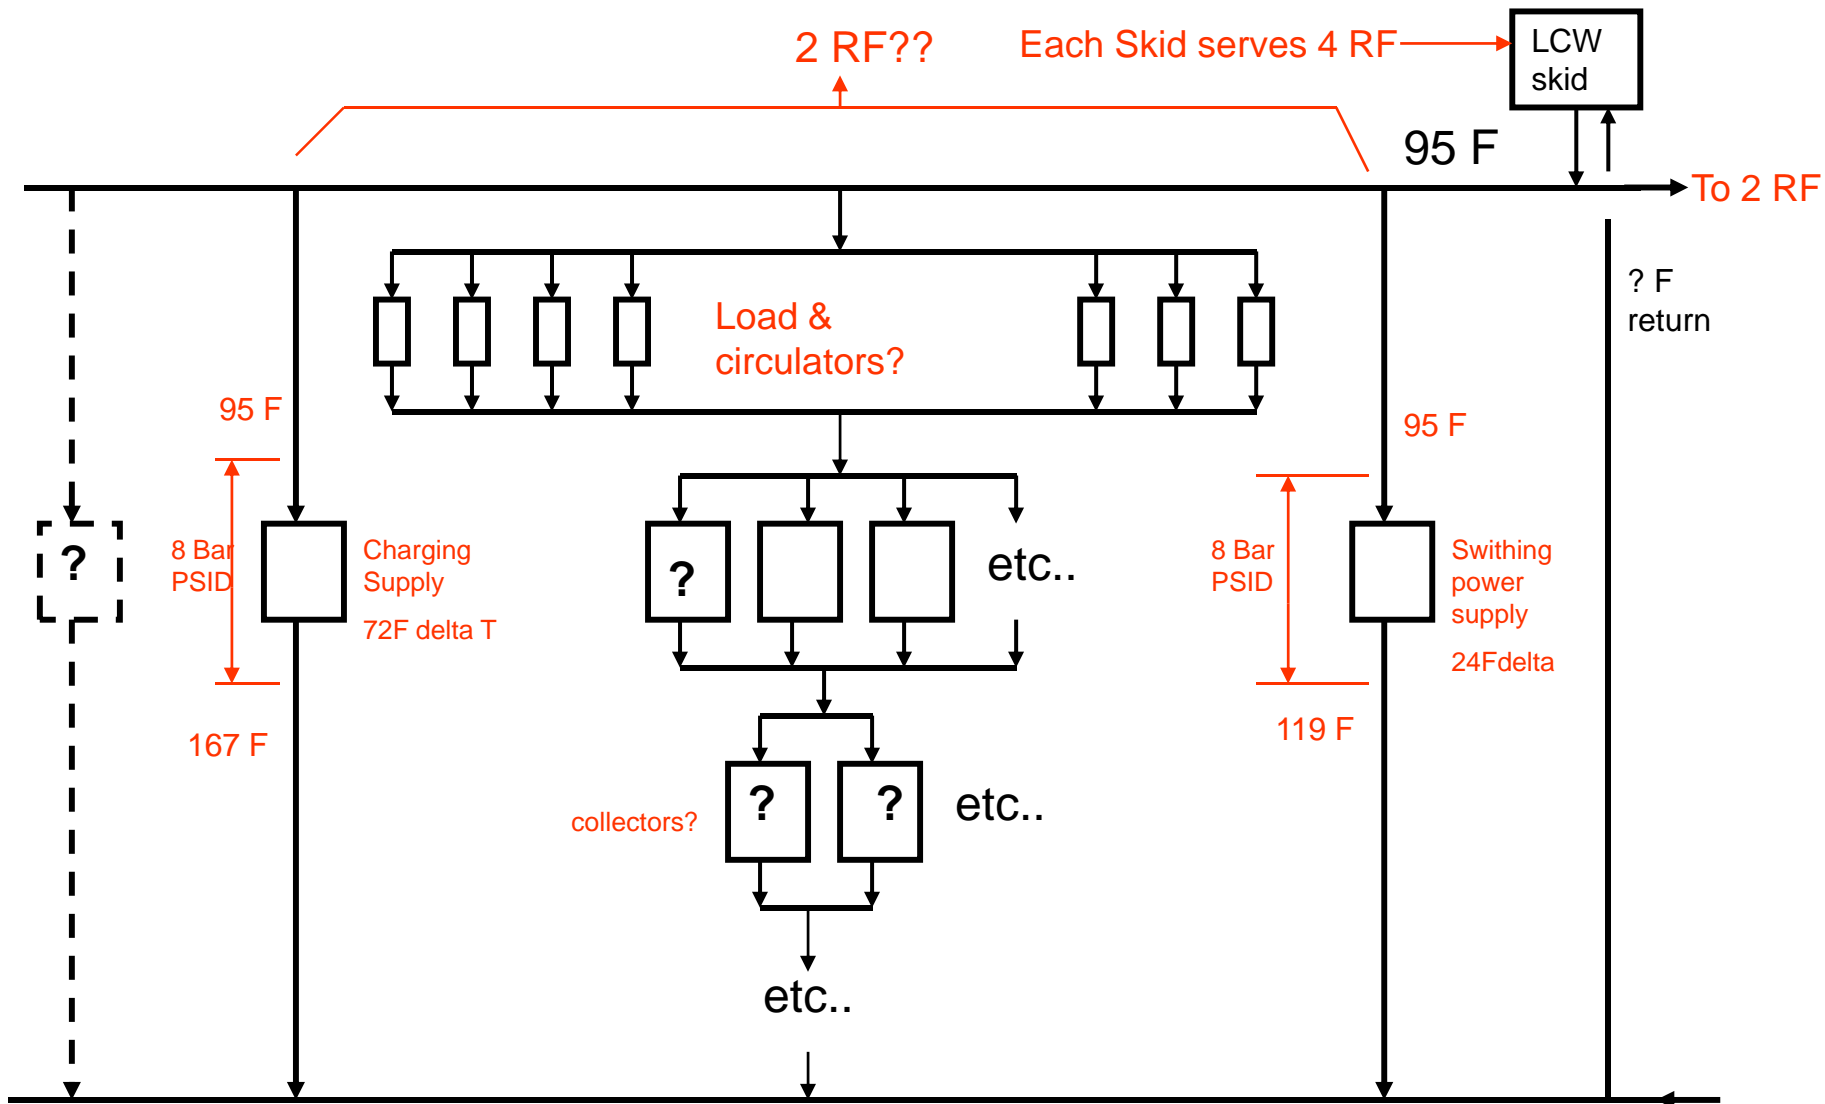 2 RF??
Each Skid serves 4 RF
LCW
skid
95 F
To 2 RF
? F
return
Load &
circulators?
95 F
95 F
?
8 Bar
PSID
Charging
Supply
72F delta T
?
etc..
8 Bar
PSID
Swithing
power
supply
24Fdelta
167 F
119 F
collectors?
?
?
etc..
etc..